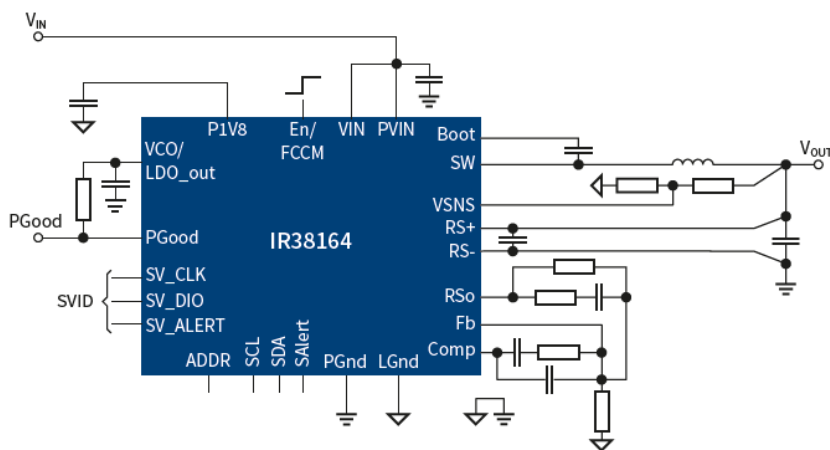 VIN
P1V8
En/
FCCM
VIN
PVIN
VCO/
LDO_out
Boot
SW
VOUT
VSNS
PGood
PGood
IR38164
RS+
RS-
SVID
SV_CLK
SV_DIO
SV_ALERT
RSo
Fb
Comp
ADDR
SCL
SDA
SAlert
PGnd
LGnd